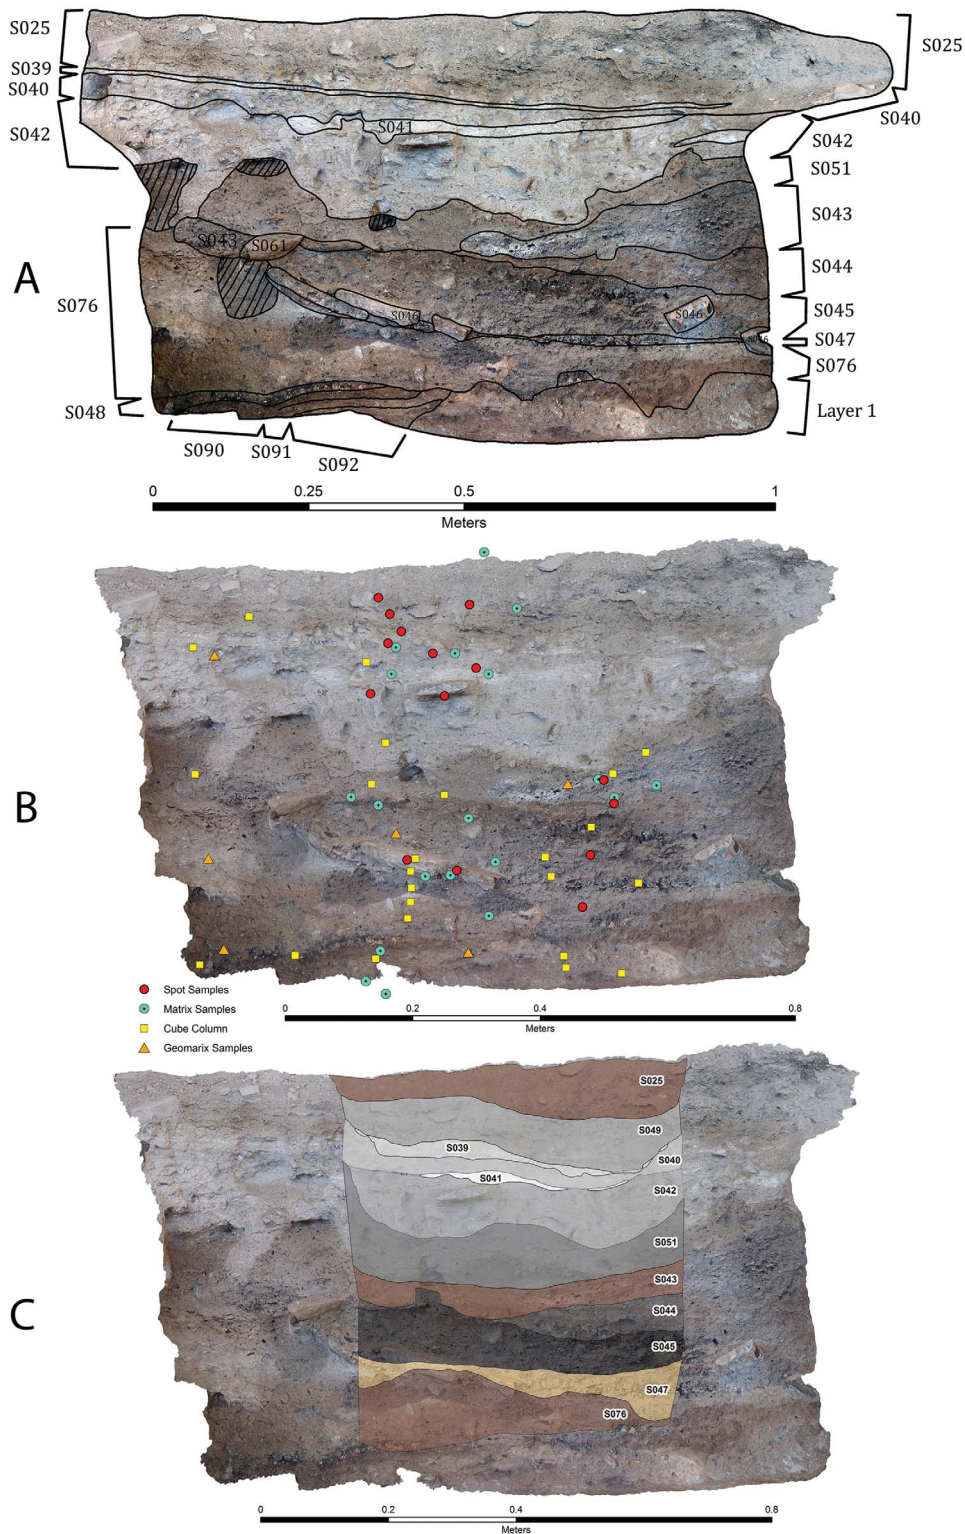 S025
S039
S040
S042
S025
S040
S042
S051
S043
S044
S045
S047
S076
Layer 1
S041
S043
S061
S046
S046
S076
S048
S090
S091
S092
A
0 0.25 0.5 1
Meters
B
Spot Samples
Matrix Samples
Cube Column
Geomarix Samples
0 0.2 0.4 0.8
Meters
C
S025
S049
S039
S040
S041
S042
S051
S043
S044
S045
S047
S076
0 0.2 0.4 0.8
Meters